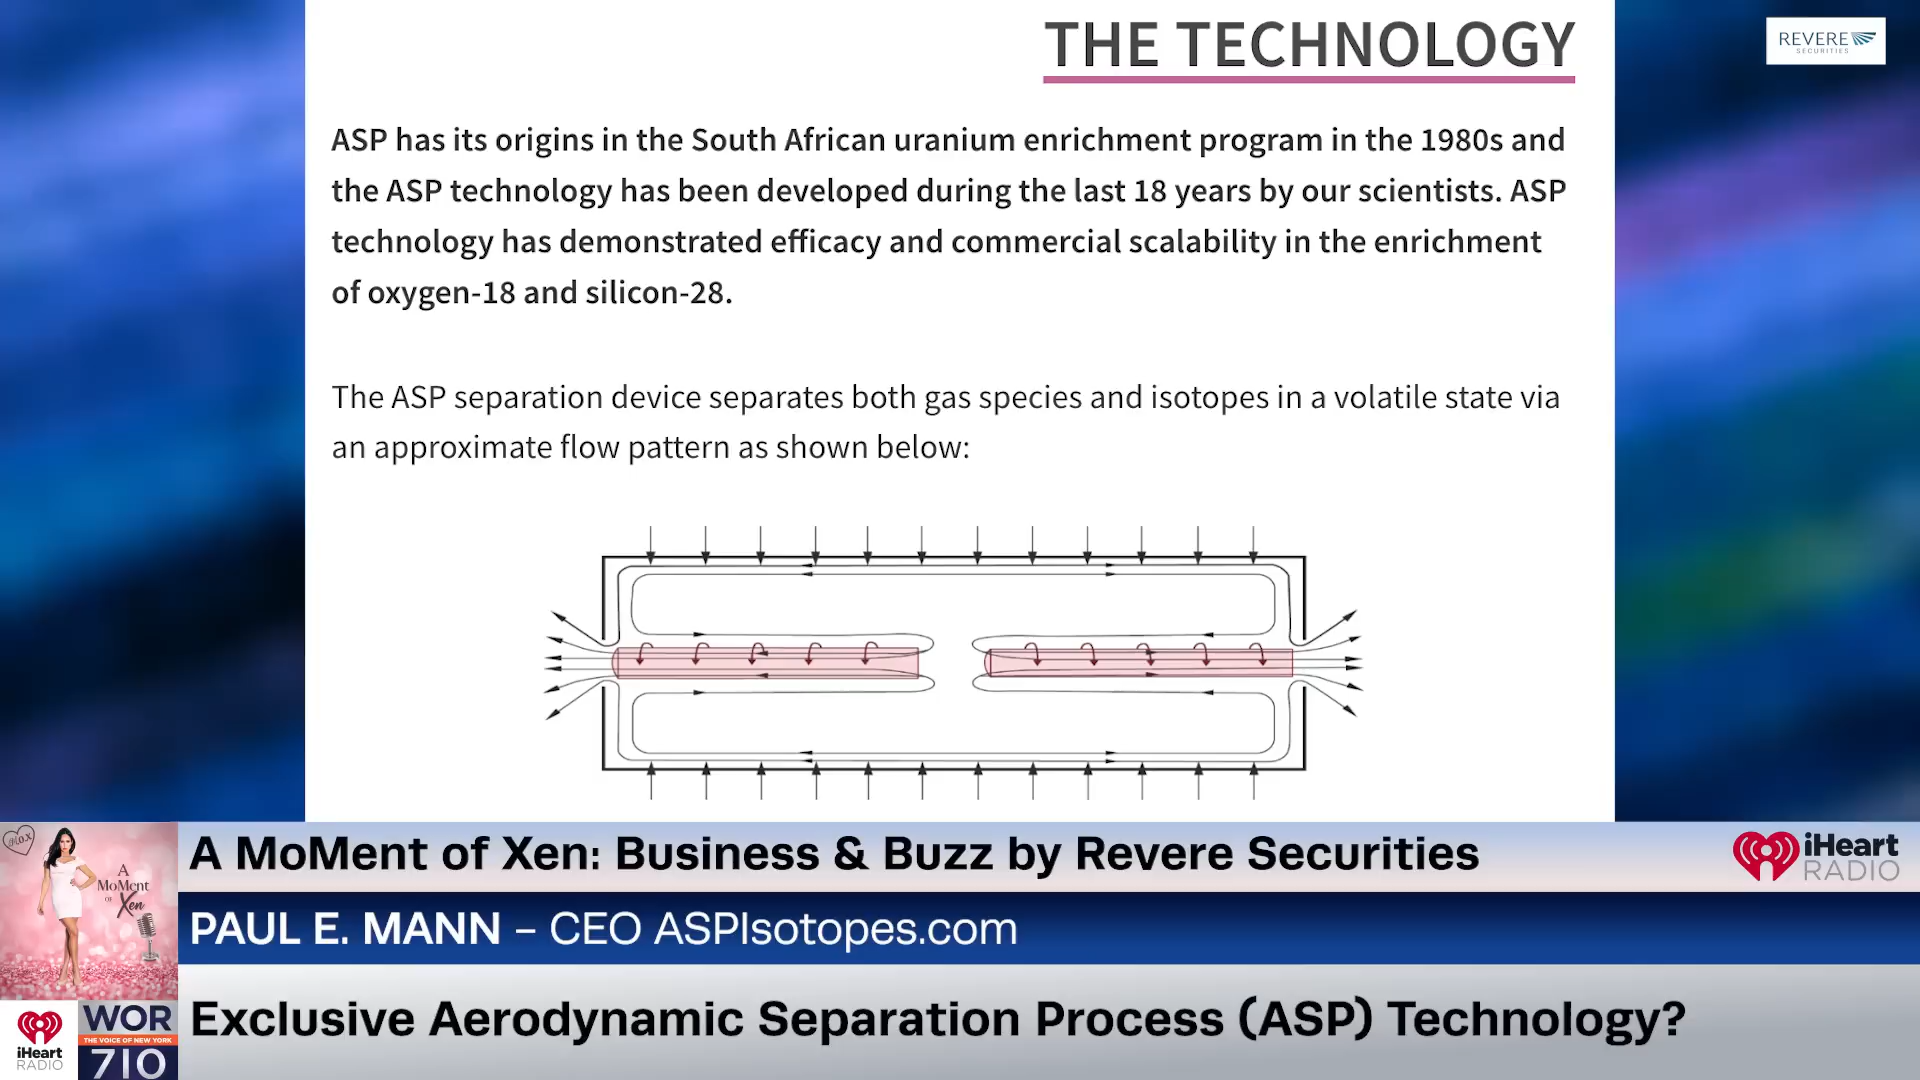 THE TECHNOLOGY
REVERE
SECURITIES
ASP has its origins in the South African uranium enrichment program in the 1980s and
the ASP technology has been developed during the last 18 years by our scientists. ASP
technology has demonstrated efficacy and commercial scalability in the enrichment
of oxygen-18 and silicon-28.
The ASP separation device separates both gas species and isotopes in a volatile state via
an approximate flow pattern as shown below:
A MoMent of Xen: Business & Buzz by Revere Securities
iHeart
RADIO
PAUL E. MANN – CEO ASPIsotopes.com
Exclusive Aerodynamic Separation Process (ASP) Technology?
A
MoMent
OF
Xen
iHeart
RADIO
WOR
THE VOICE OF NEW YORK
710